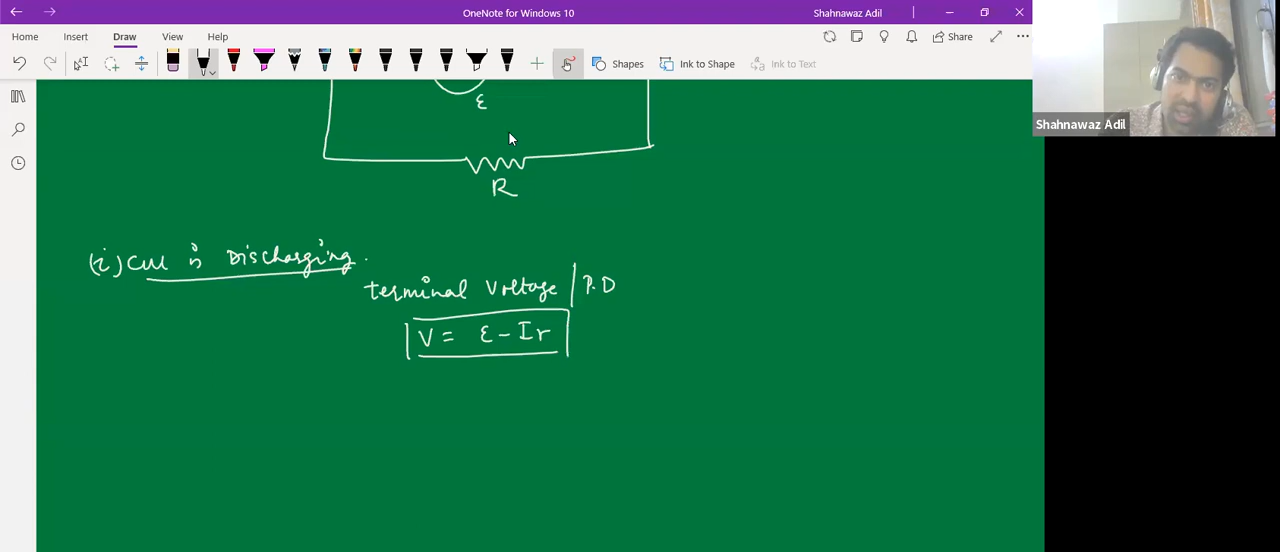 OneNote for Windows 10
Shahnawaz Adil
Home Insert Draw View Help
Share
Shapes Ink to Shape Ink to Text
Shahnawaz Adil
ε
R
(i) Cell is Discharging.
terminal Voltage | P.D
V = ε - Ir